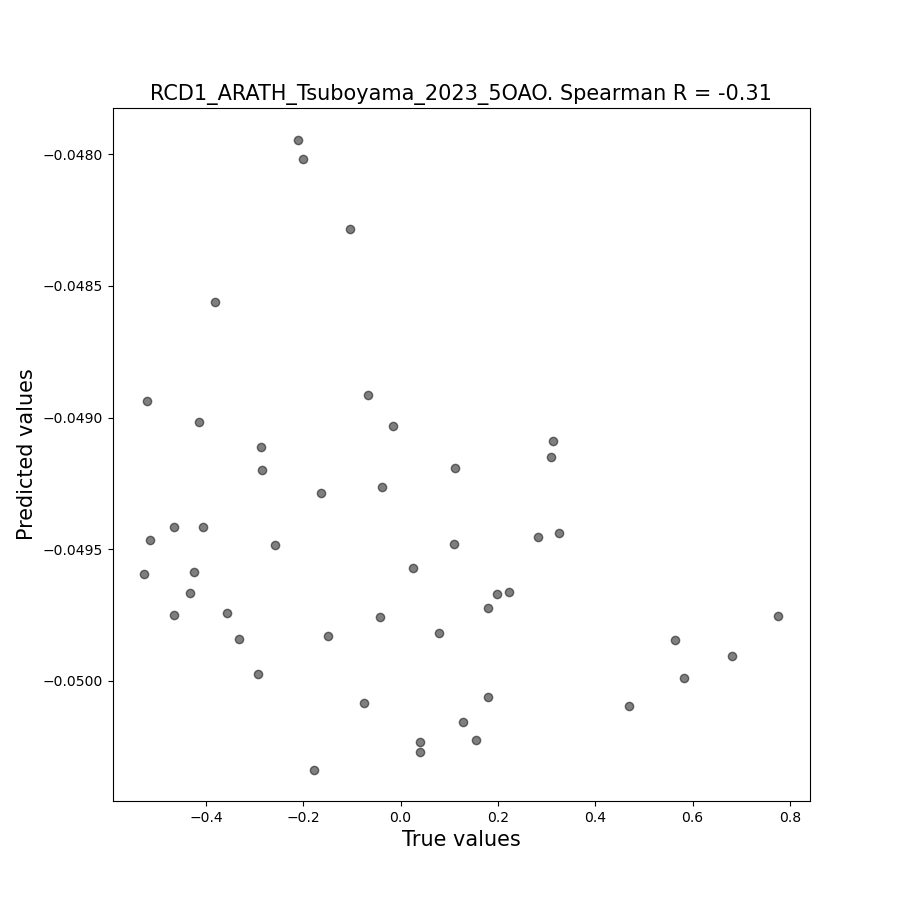 RCD1_ARATH_Tsuboyama_2023_5OAO. Spearman R = -0.31
Predicted values
−0.0480
−0.0485
−0.0490
−0.0495
−0.0500
−0.4 −0.2 0.0 0.2 0.4 0.6 0.8
True values